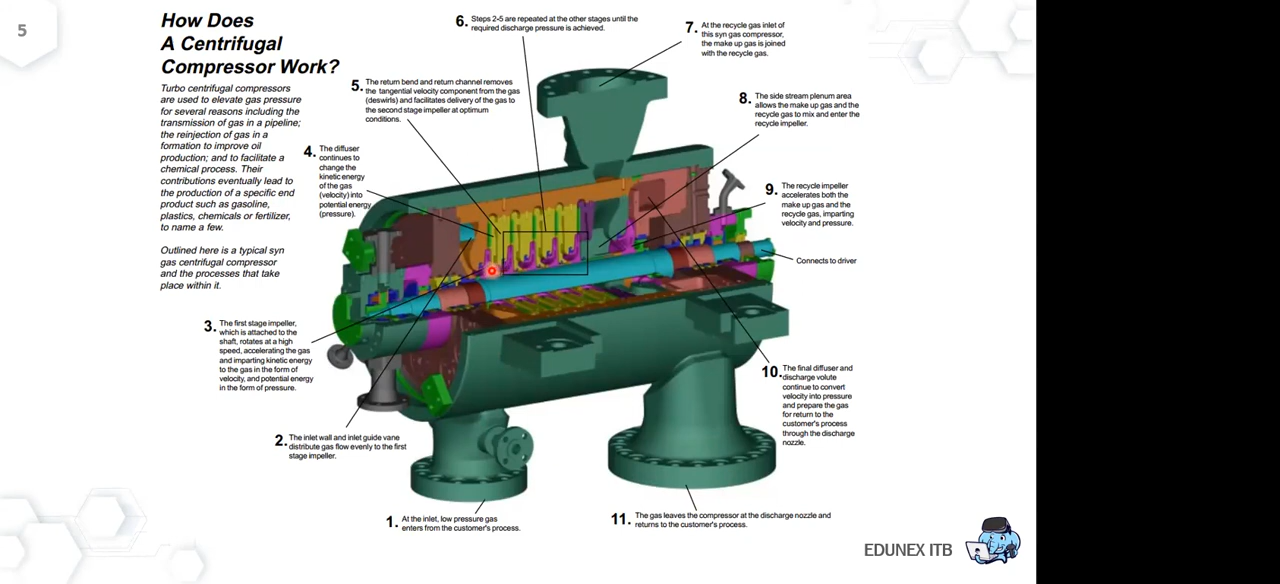 5
How Does
A Centrifugal
Compressor Work?
Turbo centrifugal compressors
are used to elevate gas pressure
for several reasons including the
transmission of gas in a pipeline;
the reinjection of gas in a
formation to improve oil
production; and to facilitate a
chemical process. Their
contributions eventually lead to
the production of a specific end
product such as gasoline,
plastics, chemicals or fertilizer,
to name a few.
Outlined here is a typical syn
gas centrifugal compressor
and the processes that take
place within it.
1. At the inlet, low pressure gas
enters from the customer's process.
2. The inlet wall and inlet guide vane
distribute gas flow evenly to the first
stage impeller.
3. The first stage impeller,
which is attached to the
shaft, rotates at a high
speed, accelerating the gas
and imparting kinetic energy
to the gas in the form of
velocity, and potential energy
in the form of pressure.
4. The diffuser
continues to
change the
kinetic energy
of the gas
(velocity) into
potential energy
(pressure).
5. The return bend and return channel removes
the tangential velocity component from the gas
(deswirls) and facilitates delivery of the gas to
the second stage impeller at optimum
conditions.
6. Steps 2-5 are repeated at the other stages until the
required discharge pressure is achieved.
7. At the recycle gas inlet of
this syn gas compressor,
the make up gas is joined
with the recycle gas.
8. The side stream plenum area
allows the make up gas and the
recycle gas to mix and enter the
recycle impeller.
9. The recycle impeller
accelerates both the
make up gas and the
recycle gas, imparting
velocity and pressure.
Connects to driver
10. The final diffuser and
discharge volute
continue to convert
velocity into pressure
and prepare the gas
for return to the
customer's process
through the discharge
nozzle.
11. The gas leaves the compressor at the discharge nozzle and
returns to the customer's process.
EDUNEX ITB